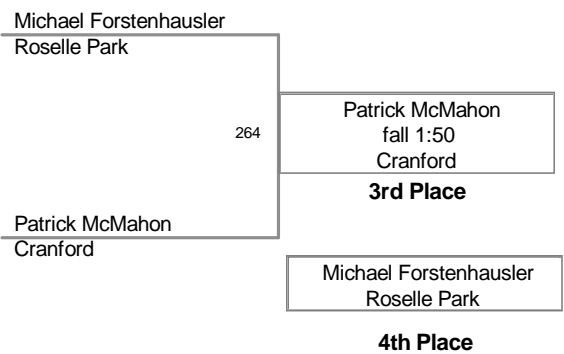 Michael Forstenhausler
Roselle Park
264
Patrick McMahon
fall 1:50
Cranford
3rd Place
Patrick McMahon
Cranford
Michael Forstenhausler
Roselle Park
4th Place